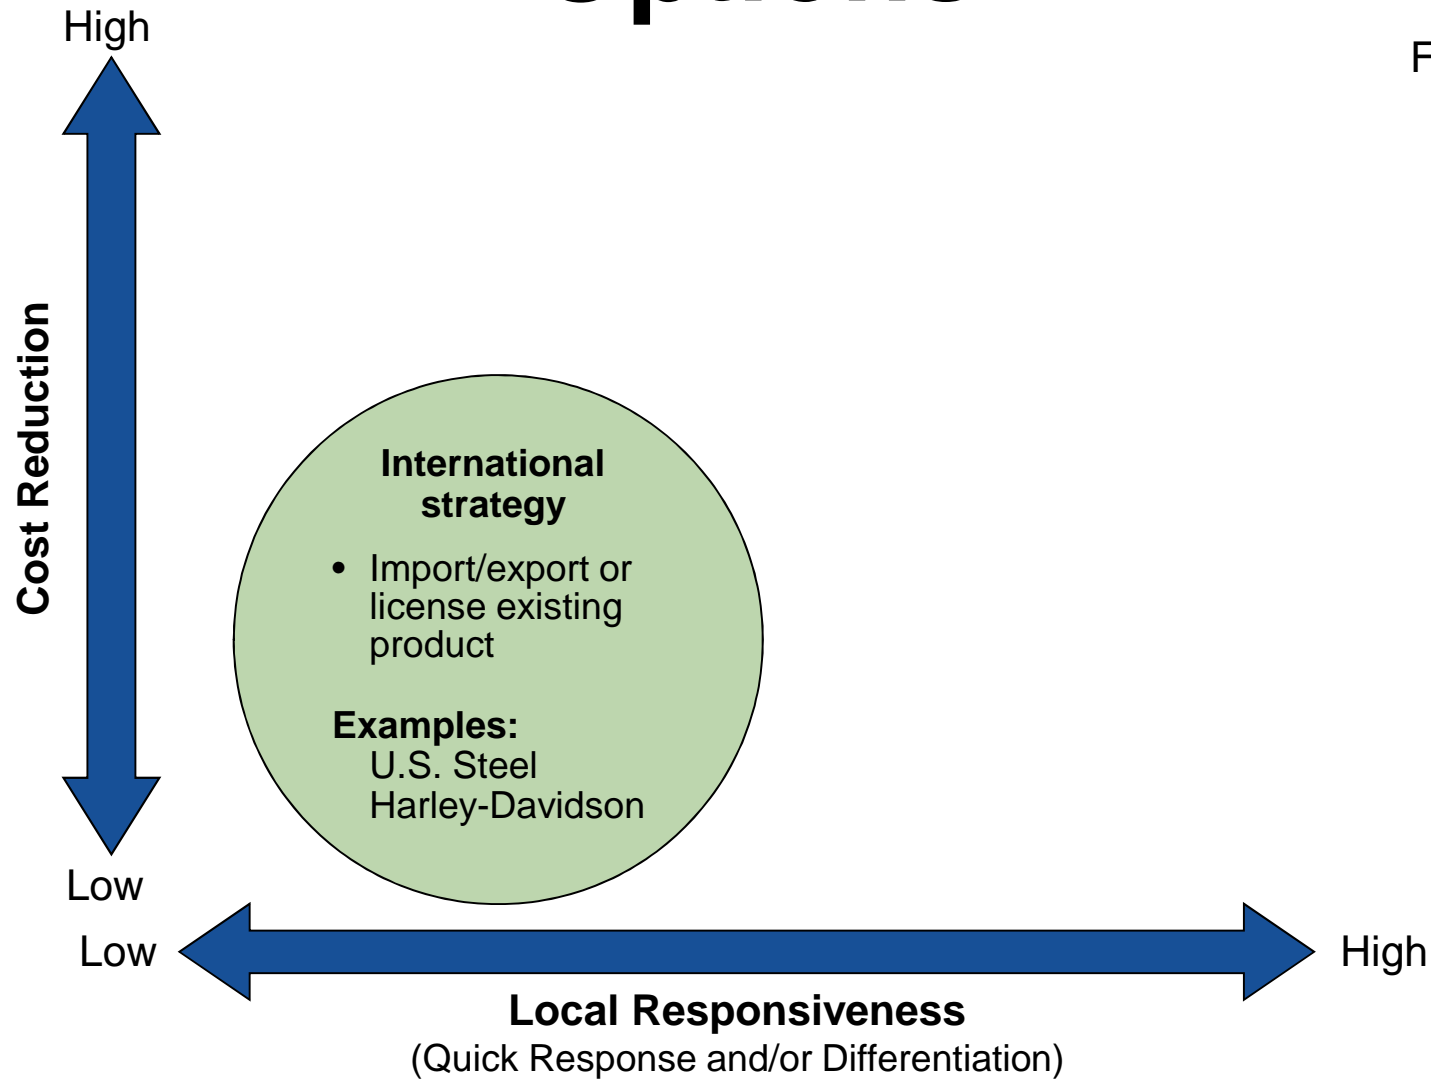 High
Cost Reduction
International
strategy
• Import/export or
license existing
product
Examples:
U.S. Steel
Harley-Davidson
Low
Low
High
Local Responsiveness
(Quick Response and/or Differentiation)